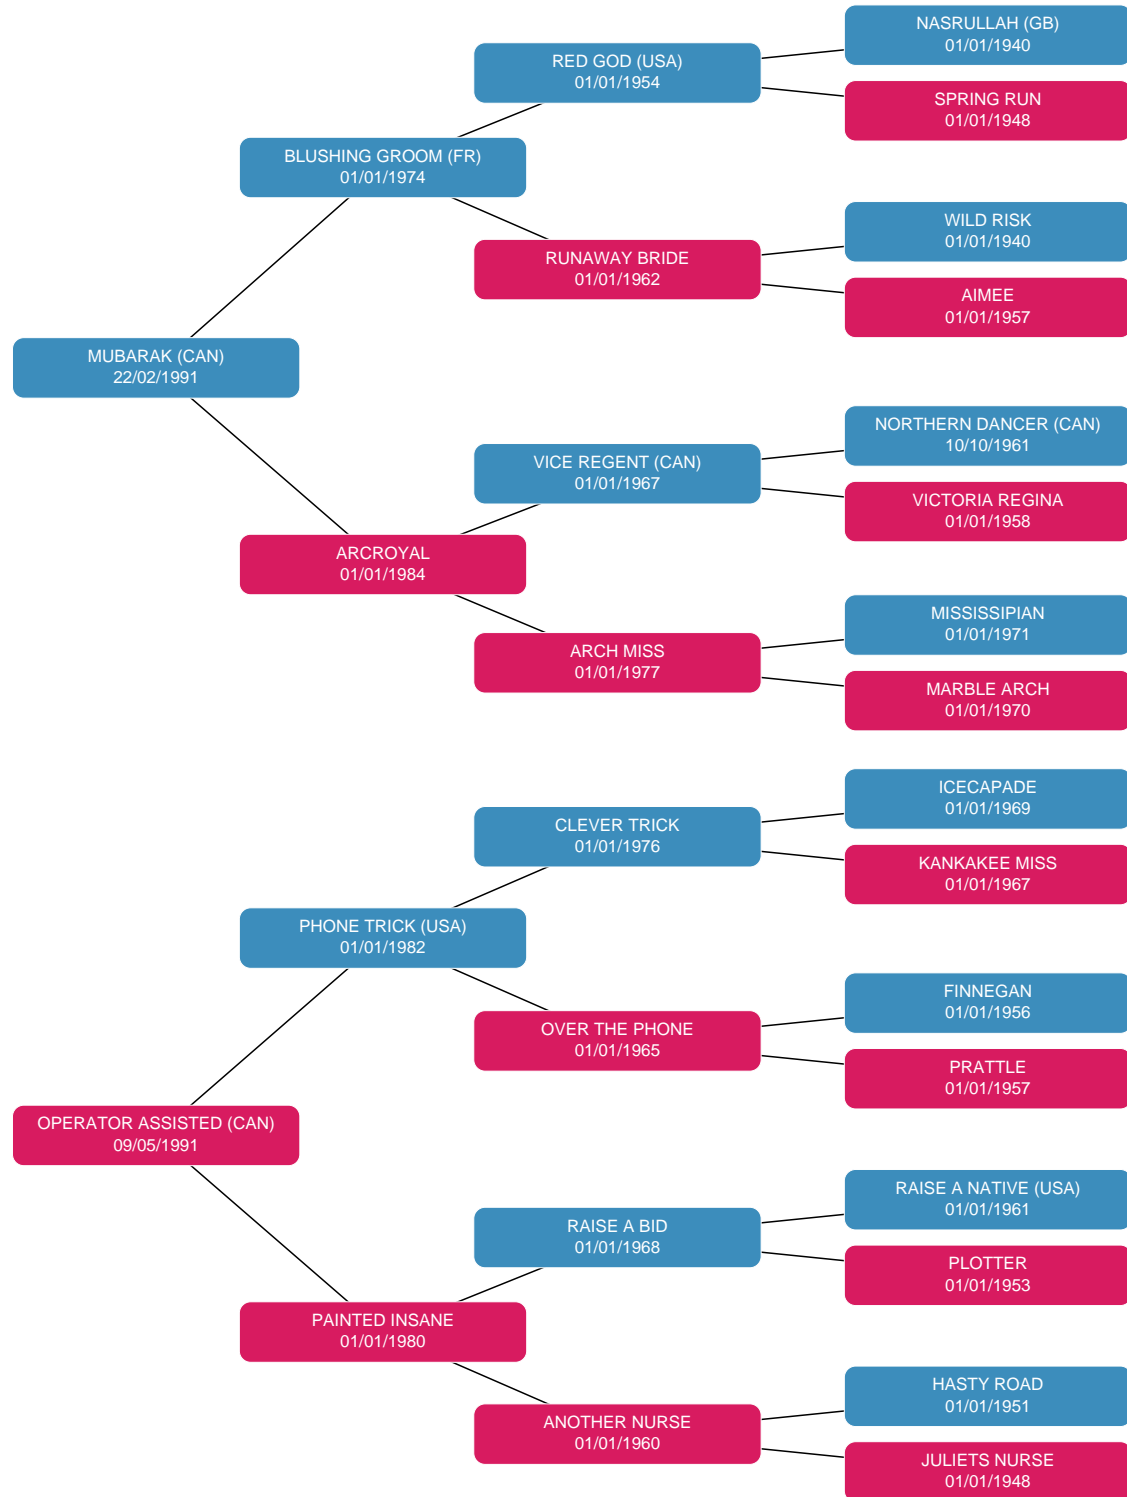 NASRULLAH (GB)
01/01/1940
RED GOD (USA)
01/01/1954
SPRING RUN
01/01/1948
BLUSHING GROOM (FR)
01/01/1974
WILD RISK
01/01/1940
RUNAWAY BRIDE
01/01/1962
AIMEE
01/01/1957
MUBARAK (CAN)
22/02/1991
NORTHERN DANCER (CAN)
10/10/1961
VICE REGENT (CAN)
01/01/1967
VICTORIA REGINA
01/01/1958
ARCROYAL
01/01/1984
MISSISSIPIAN
01/01/1971
ARCH MISS
01/01/1977
MARBLE ARCH
01/01/1970
ICECAPADE
01/01/1969
CLEVER TRICK
01/01/1976
KANKAKEE MISS
01/01/1967
PHONE TRICK (USA)
01/01/1982
FINNEGAN
01/01/1956
OVER THE PHONE
01/01/1965
PRATTLE
01/01/1957
OPERATOR ASSISTED (CAN)
09/05/1991
RAISE A NATIVE (USA)
01/01/1961
RAISE A BID
01/01/1968
PLOTTER
01/01/1953
PAINTED INSANE
01/01/1980
HASTY ROAD
01/01/1951
ANOTHER NURSE
01/01/1960
JULIETS NURSE
01/01/1948